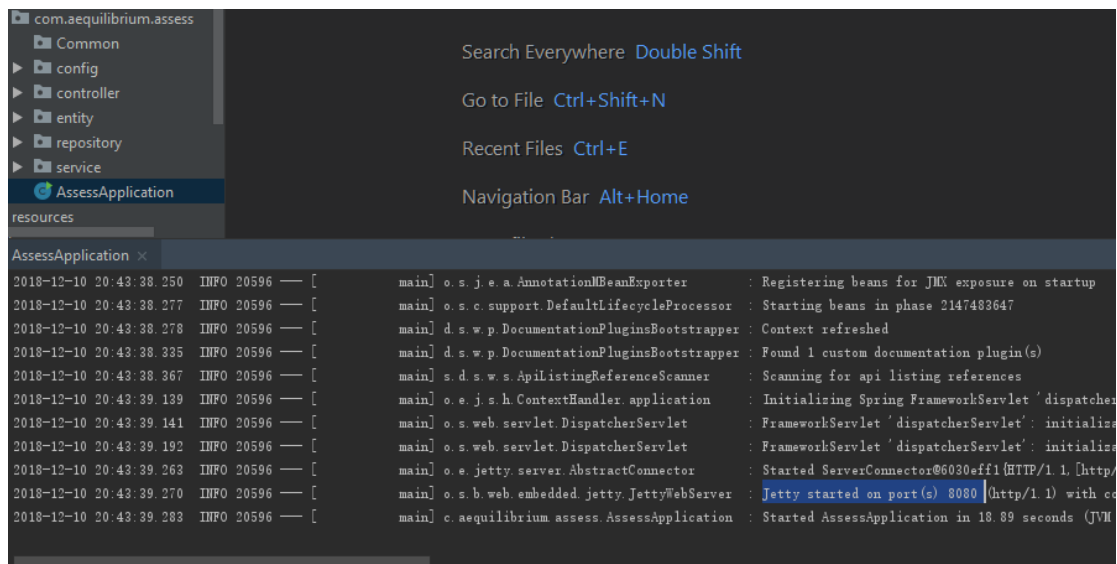 com.aequilibrium.assess
Common
config
controller
entity
repository
service
AssessApplication
resources
Search Everywhere Double Shift
Go to File Ctrl+Shift+N
Recent Files Ctrl+E
Navigation Bar Alt+Home
AssessApplication ×
2018-12-10 20:43:38.250 INFO 20596 --- [ main] o.s.j.e.a.AnnotationMBeanExporter : Registering beans for JMX exposure on startup
2018-12-10 20:43:38.277 INFO 20596 --- [ main] o.s.c.support.DefaultLifecycleProcessor : Starting beans in phase 2147483647
2018-12-10 20:43:38.278 INFO 20596 --- [ main] d.s.w.p.DocumentationPluginsBootstrapper : Context refreshed
2018-12-10 20:43:38.335 INFO 20596 --- [ main] d.s.w.p.DocumentationPluginsBootstrapper : Found 1 custom documentation plugin(s)
2018-12-10 20:43:38.367 INFO 20596 --- [ main] s.d.s.w.s.ApiListingReferenceScanner : Scanning for api listing references
2018-12-10 20:43:39.139 INFO 20596 --- [ main] o.e.j.s.h.ContextHandler.application : Initializing Spring FrameworkServlet 'dispatcher
2018-12-10 20:43:39.141 INFO 20596 --- [ main] o.s.web.servlet.DispatcherServlet : FrameworkServlet 'dispatcherServlet': initializa
2018-12-10 20:43:39.192 INFO 20596 --- [ main] o.s.web.servlet.DispatcherServlet : FrameworkServlet 'dispatcherServlet': initializa
2018-12-10 20:43:39.263 INFO 20596 --- [ main] o.e.jetty.server.AbstractConnector : Started ServerConnector@6030eff1{HTTP/1.1,[http/
2018-12-10 20:43:39.270 INFO 20596 --- [ main] o.s.b.web.embedded.jetty.JettyWebServer : Jetty started on port(s) 8080 (http/1.1) with co
2018-12-10 20:43:39.283 INFO 20596 --- [ main] c.aequilibrium.assess.AssessApplication : Started AssessApplication in 18.89 seconds (JVM